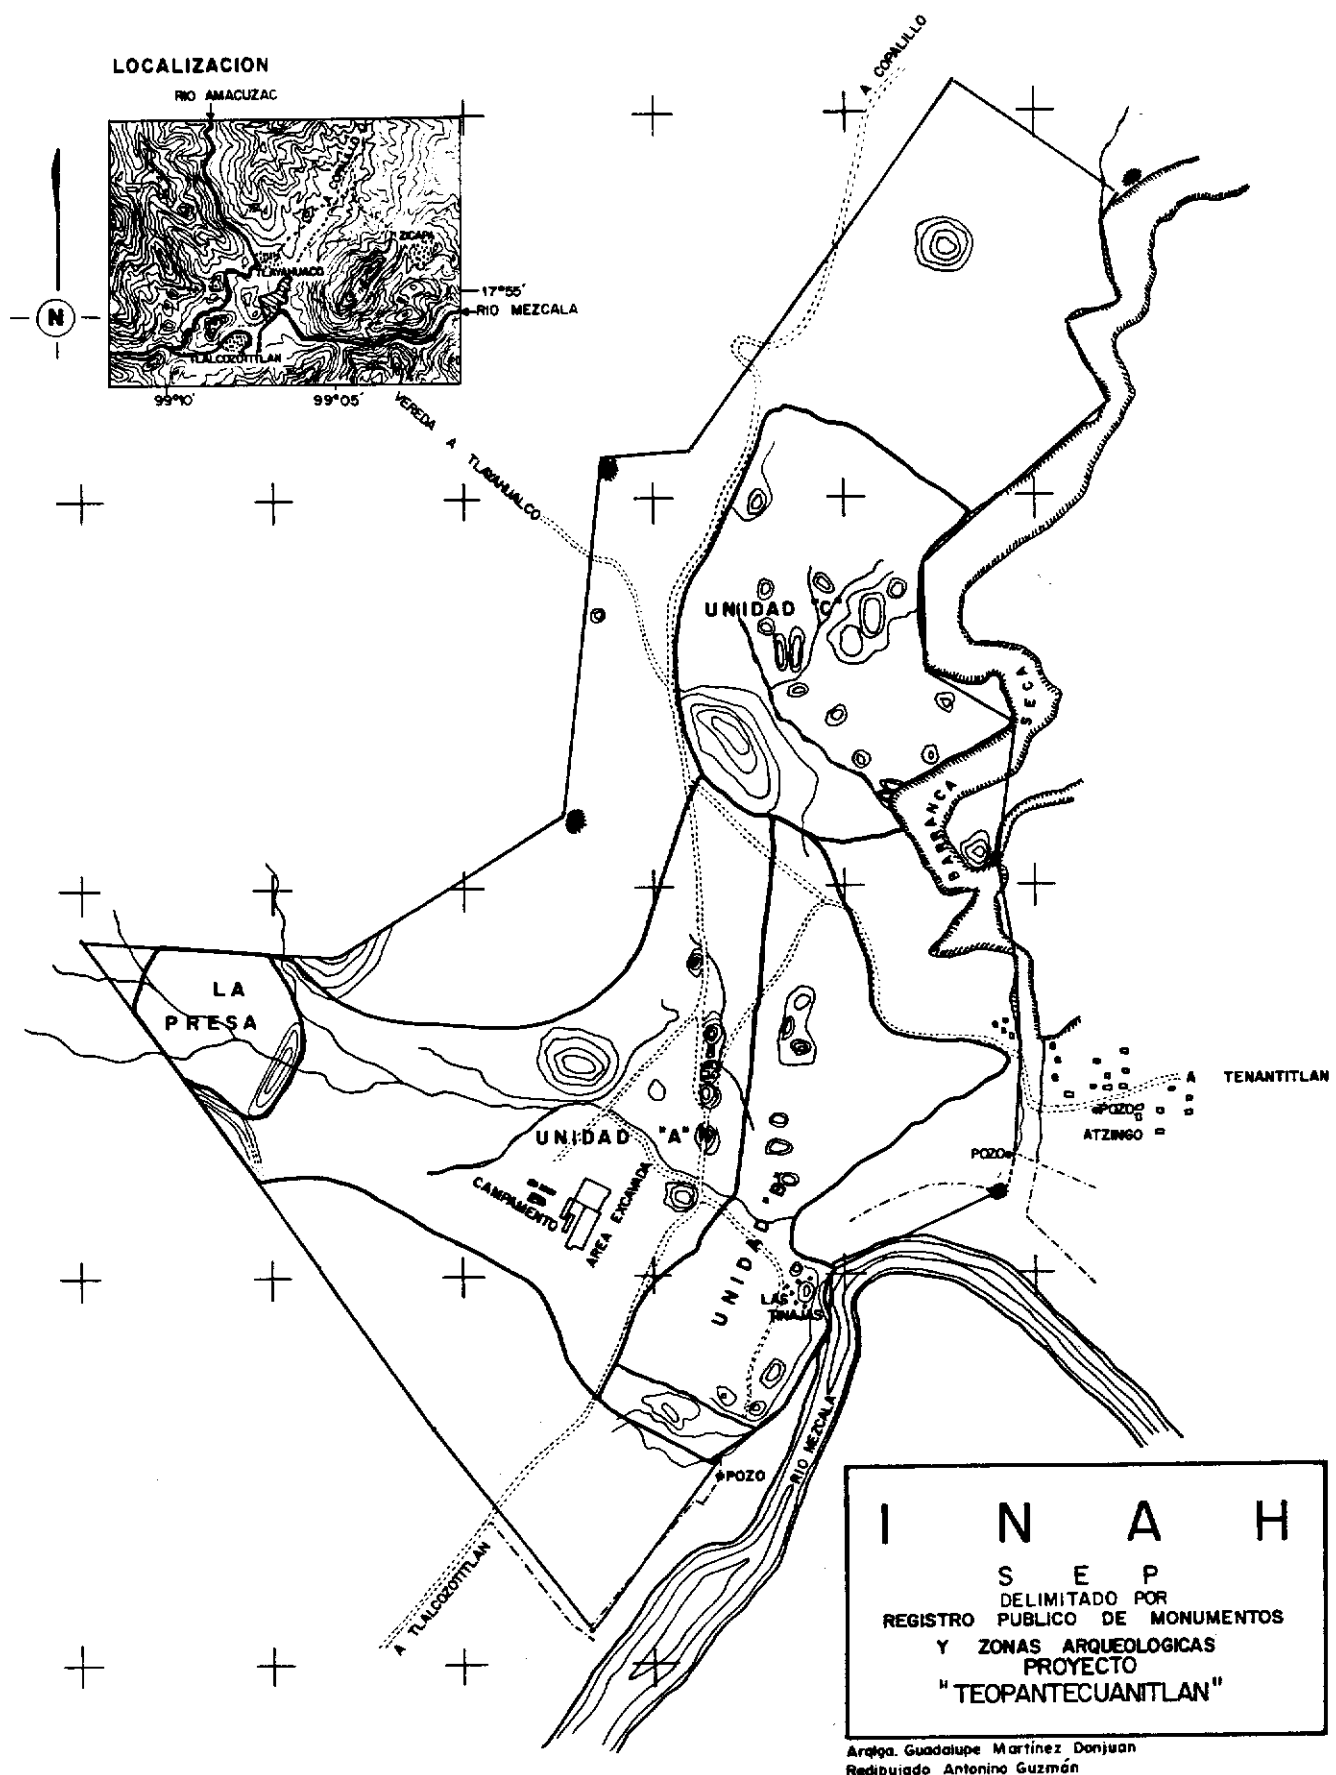 LOCALIZACION
RIO AMACUZAC
A COPALILLO
ZICAPA
TLAYAHUALCO
17°55'
RIO MEZCALA
TLALCOZOTITLAN
99°10'
99°05'
N
A COPALILLO
VEREDA A TLAYAHUALCO
UNIDAD "C"
BARRANCA SECA
LA
PRESA
UNIDAD "A"
CAMPAMENTO
AREA EXCAVADA
UNIDAD "B"
LAS
TINAJAS
A TENANTITLAN
POZO
ATZINGO
POZO
POZO
RIO MEZCALA
A TLALCOZOTITLAN
I N A H
S E P
DELIMITADO POR
REGISTRO PUBLICO DE MONUMENTOS
Y ZONAS ARQUEOLOGICAS
PROYECTO
"TEOPANTECUANITLAN"
Arqlga. Guadalupe Martínez Donjuan
Redibujado Antonino Guzmán